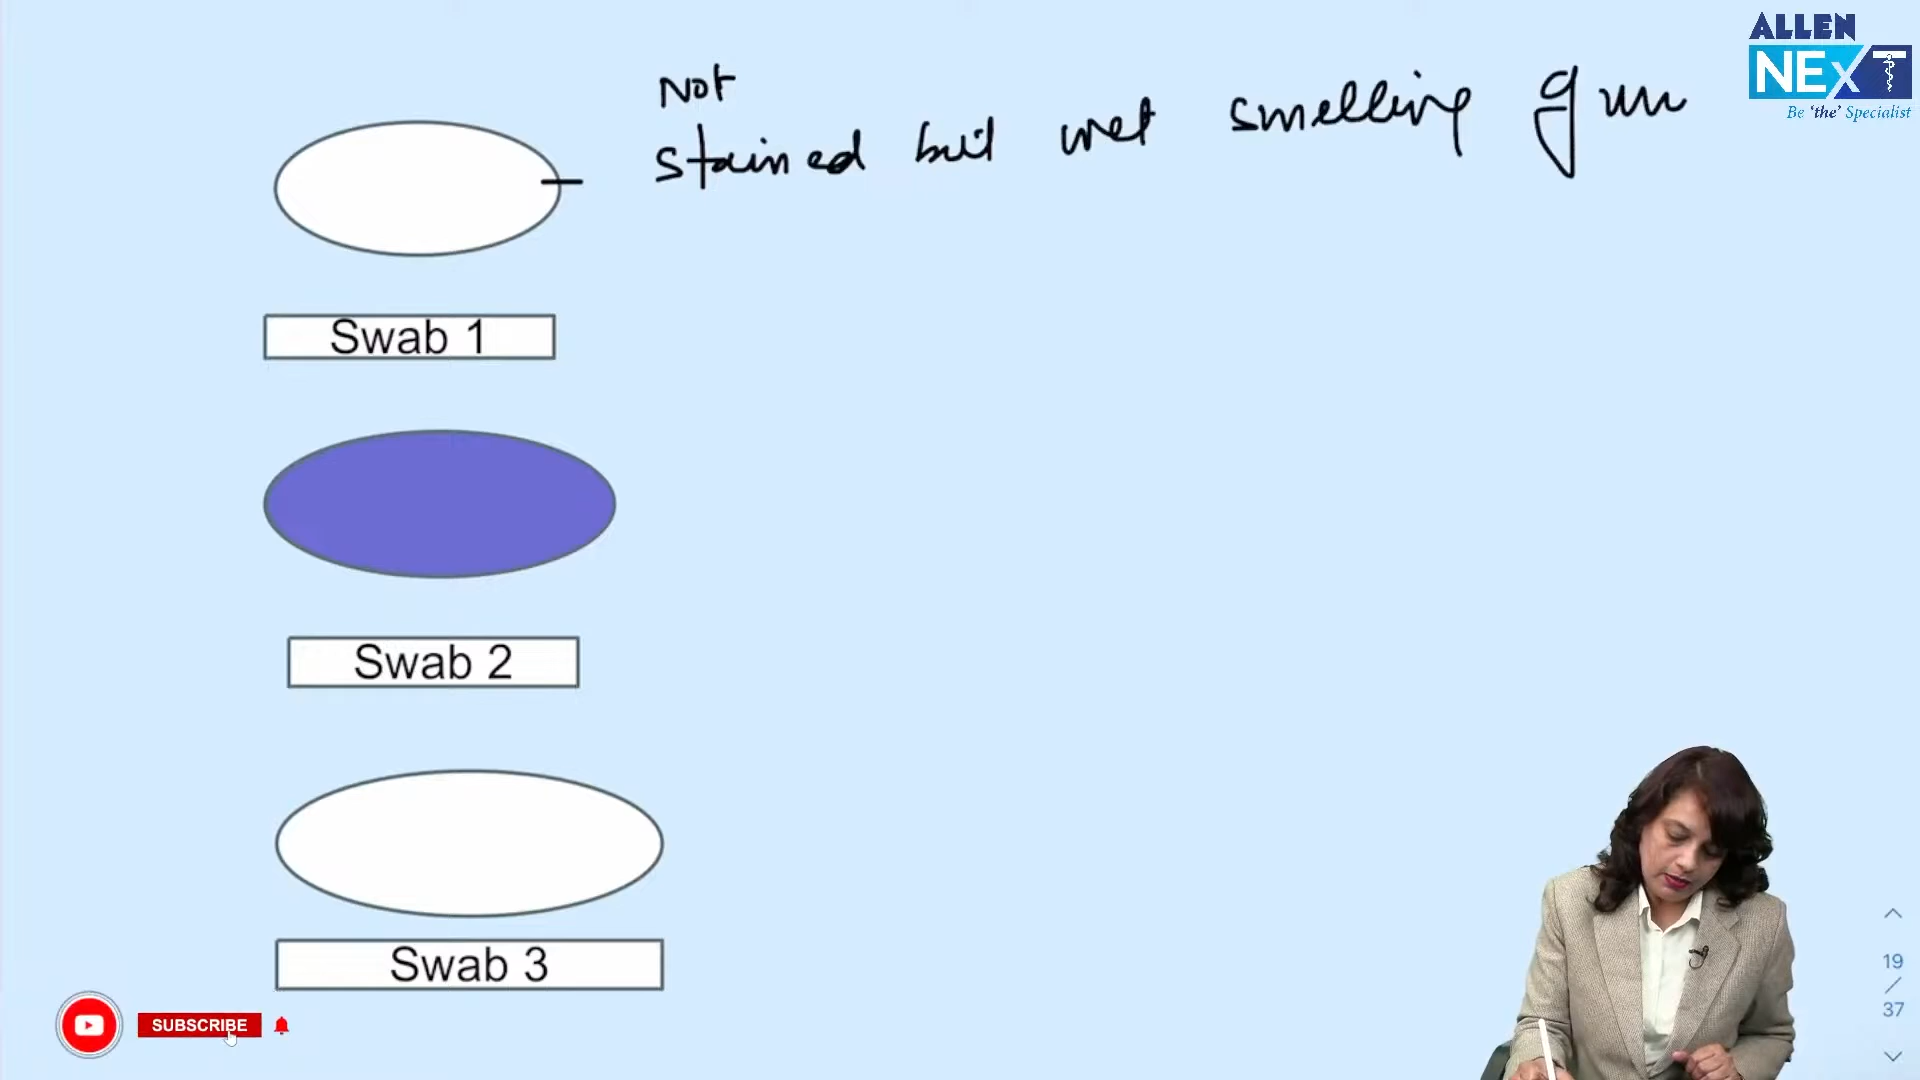 ALLEN
NEXT
Be 'the' Specialist
Not
stained but wet smelling
Swab 1
Swab 2
Swab 3
SUBSCRIBE
19
/
37